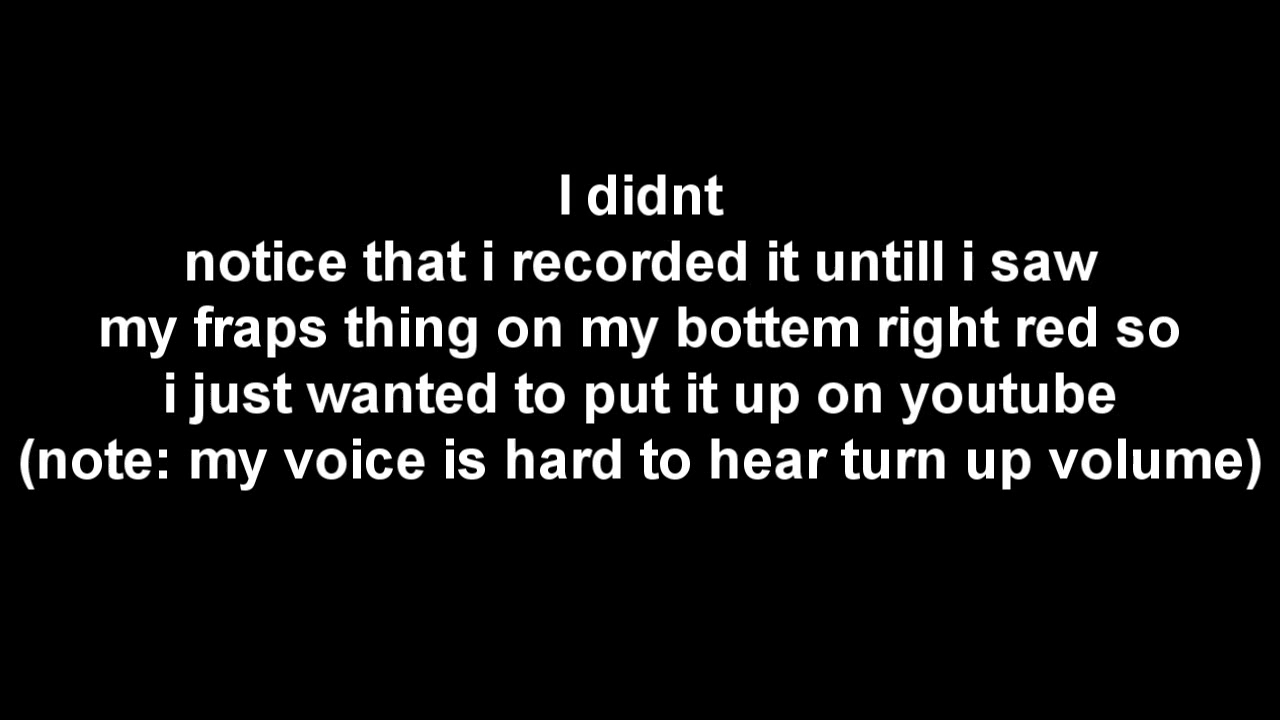 I didnt
notice that i recorded it untill i saw
my fraps thing on my bottem right red so
i just wanted to put it up on youtube
(note: my voice is hard to hear turn up volume)